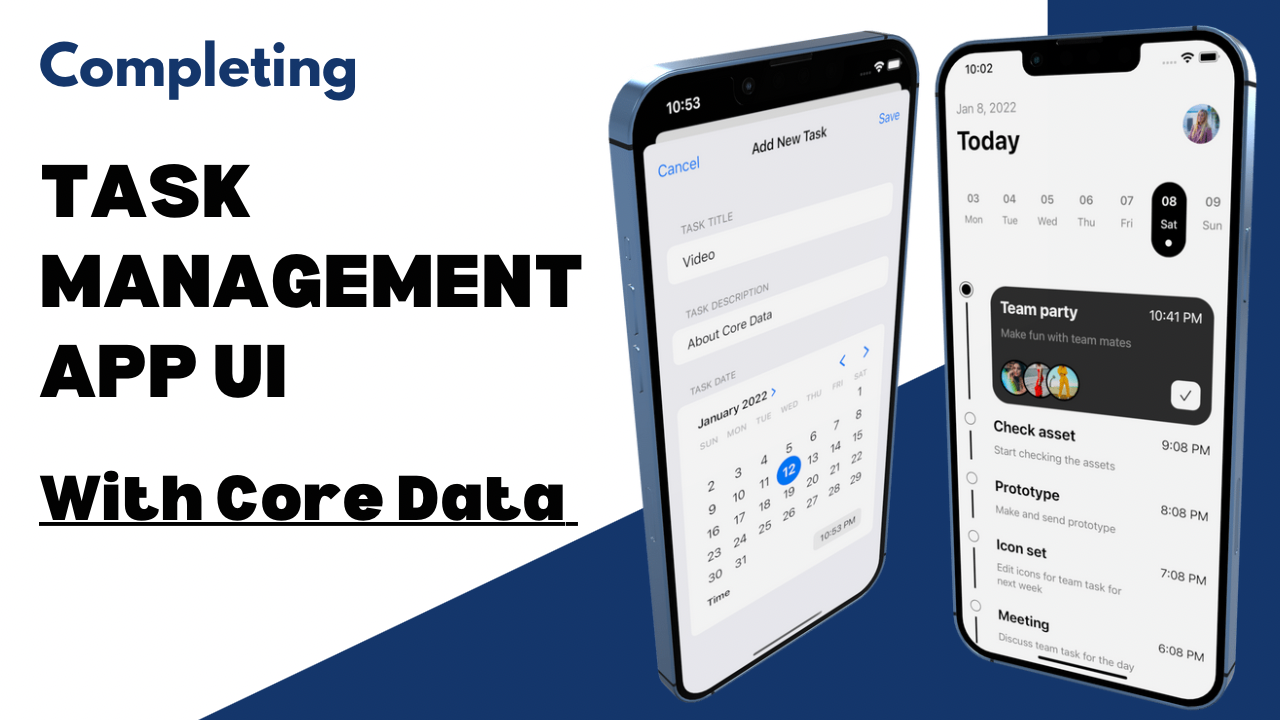 Completing
TASK
MANAGEMENT
APP UI
With Core Data
10:53
Cancel
Add New Task
Save
TASK TITLE
Video
TASK DESCRIPTION
About Core Data
TASK DATE
January 2022
SUN MON TUE WED THU FRI SAT
1
2 3 4 5 6 7 8
9 10 11 12 13 14 15
16 17 18 19 20 21 22
23 24 25 26 27 28 29
30 31
Time
10:53 PM
10:02
Jan 8, 2022
Today
03 04 05 06 07 08 09
Mon Tue Wed Thu Fri Sat Sun
Team party 10:41 PM
Make fun with team mates
Check asset 9:08 PM
Start checking the assets
Prototype 8:08 PM
Make and send prototype
Icon set 7:08 PM
Edit icons for team task for
next week
Meeting 6:08 PM
Discuss team task for the day